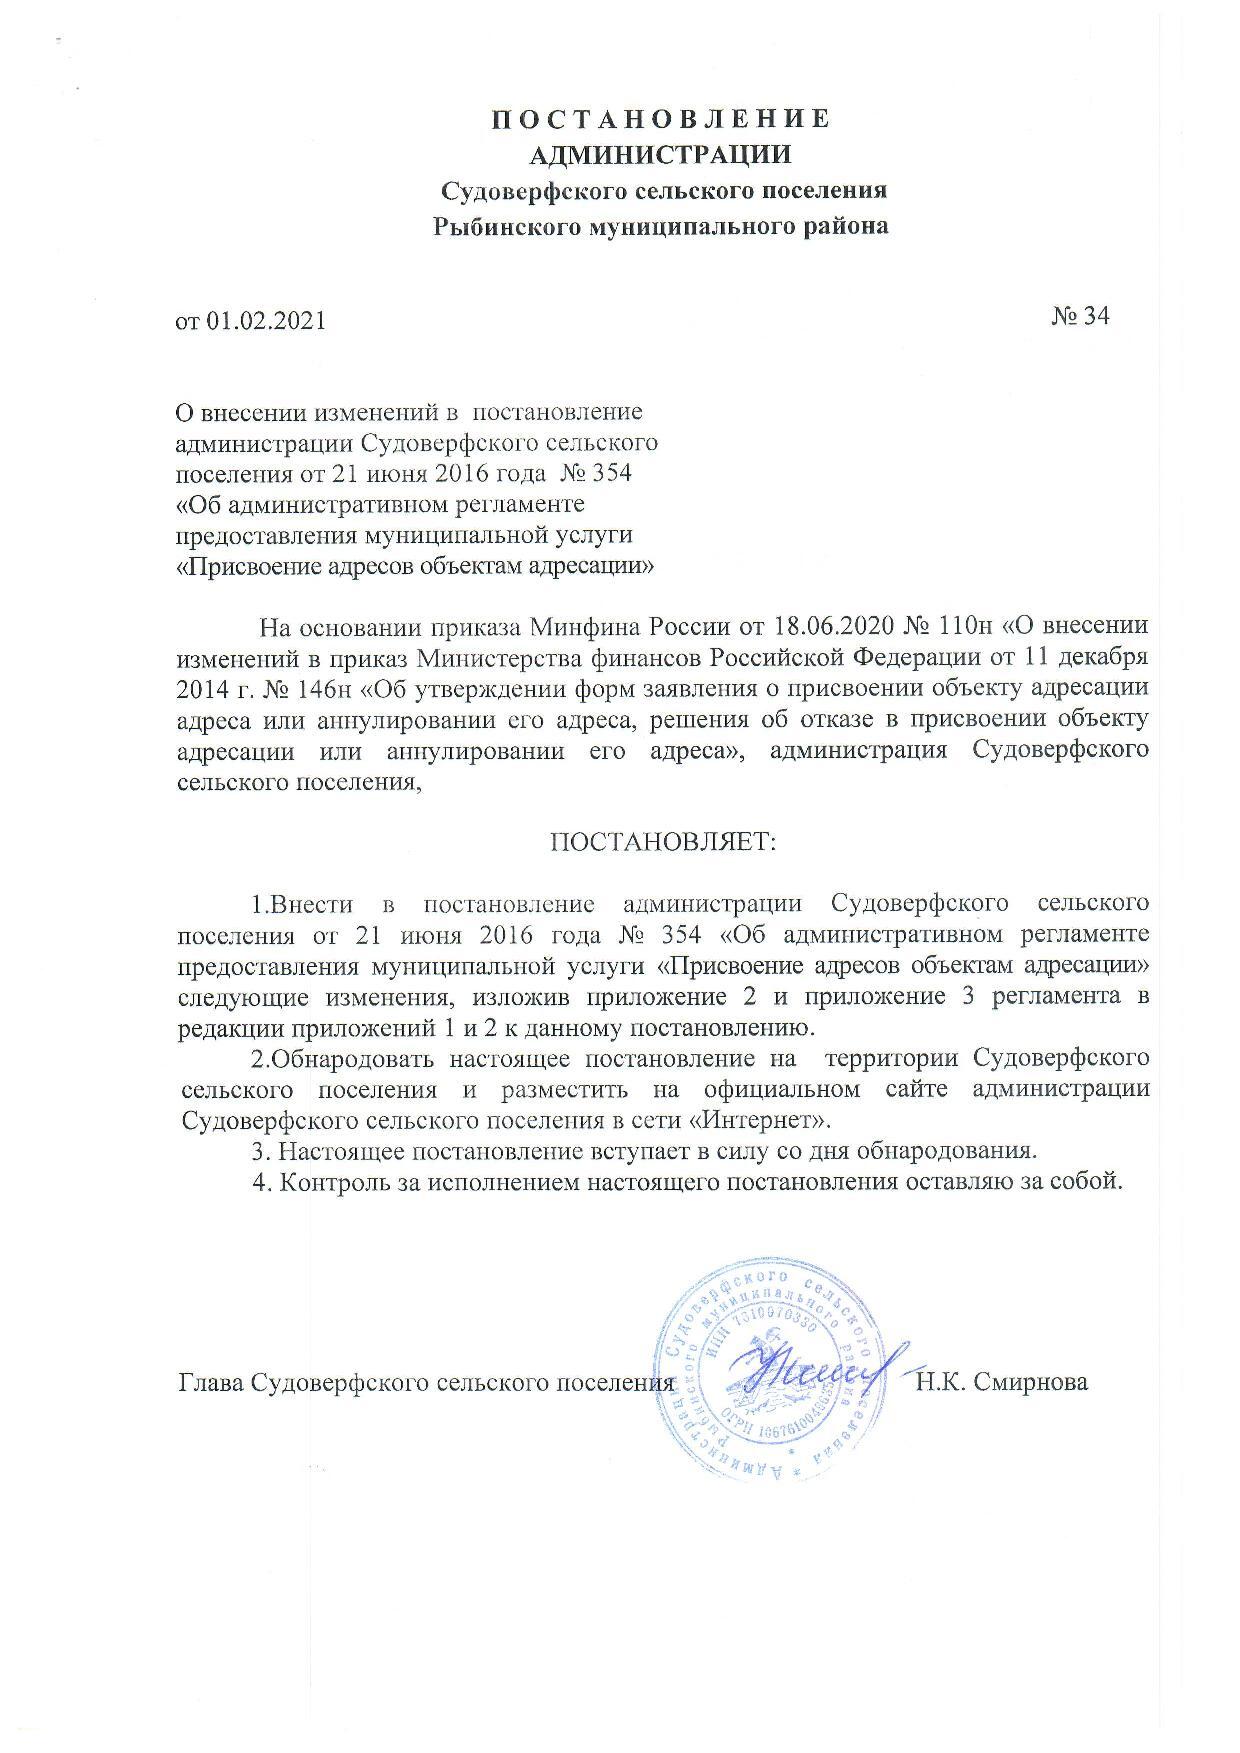 П О С Т А Н О В Л Е Н И Е
АДМИНИСТРАЦИИ
Судоверфского сельского поселения
Рыбинского муниципального района
от 01.02.2021
№ 34
О внесении изменений в постановление
администрации Судоверфского сельского
поселения от 21 июня 2016 года № 354
«Об административном регламенте
предоставления муниципальной услуги
«Присвоение адресов объектам адресации»
На основании приказа Минфина России от 18.06.2020 № 110н «О внесении
изменений в приказ Министерства финансов Российской Федерации от 11 декабря
2014 г. № 146н «Об утверждении форм заявления о присвоении объекту адресации
адреса или аннулировании его адреса, решения об отказе в присвоении объекту
адресации или аннулировании его адреса», администрация Судоверфского
сельского поселения,
ПОСТАНОВЛЯЕТ:
1.Внести в постановление администрации Судоверфского сельского
поселения от 21 июня 2016 года № 354 «Об административном регламенте
предоставления муниципальной услуги «Присвоение адресов объектам адресации»
следующие изменения, изложив приложение 2 и приложение 3 регламента в
редакции приложений 1 и 2 к данному постановлению.
2.Обнародовать настоящее постановление на территории Судоверфского
сельского поселения и разместить на официальном сайте администрации
Судоверфского сельского поселения в сети «Интернет».
3. Настоящее постановление вступает в силу со дня обнародования.
4. Контроль за исполнением настоящего постановления оставляю за собой.
Глава Судоверфского сельского поселения
Н.К. Смирнова
* Администрация Судоверфского сельского поселения
* Рыбинского муниципального района
ИНН
ОГРН